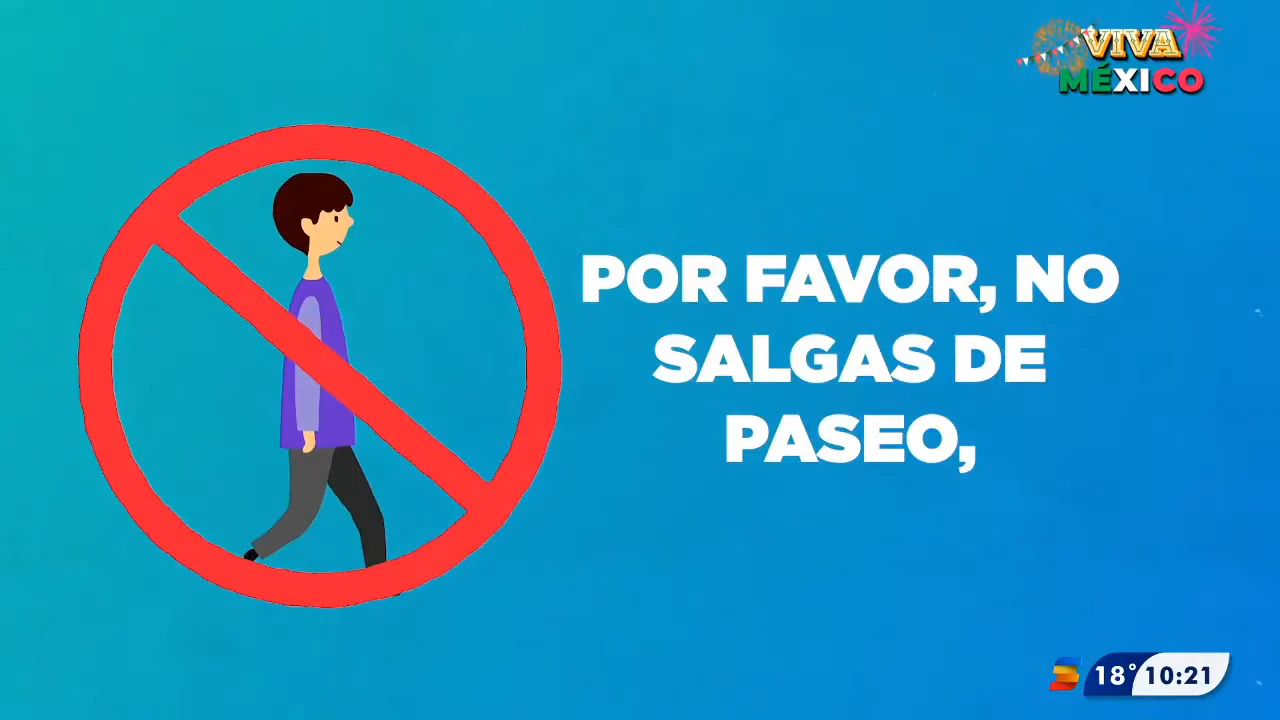 VIVA
MÉXICO
POR FAVOR, NO
SALGAS DE
PASEO,
18° 10:21